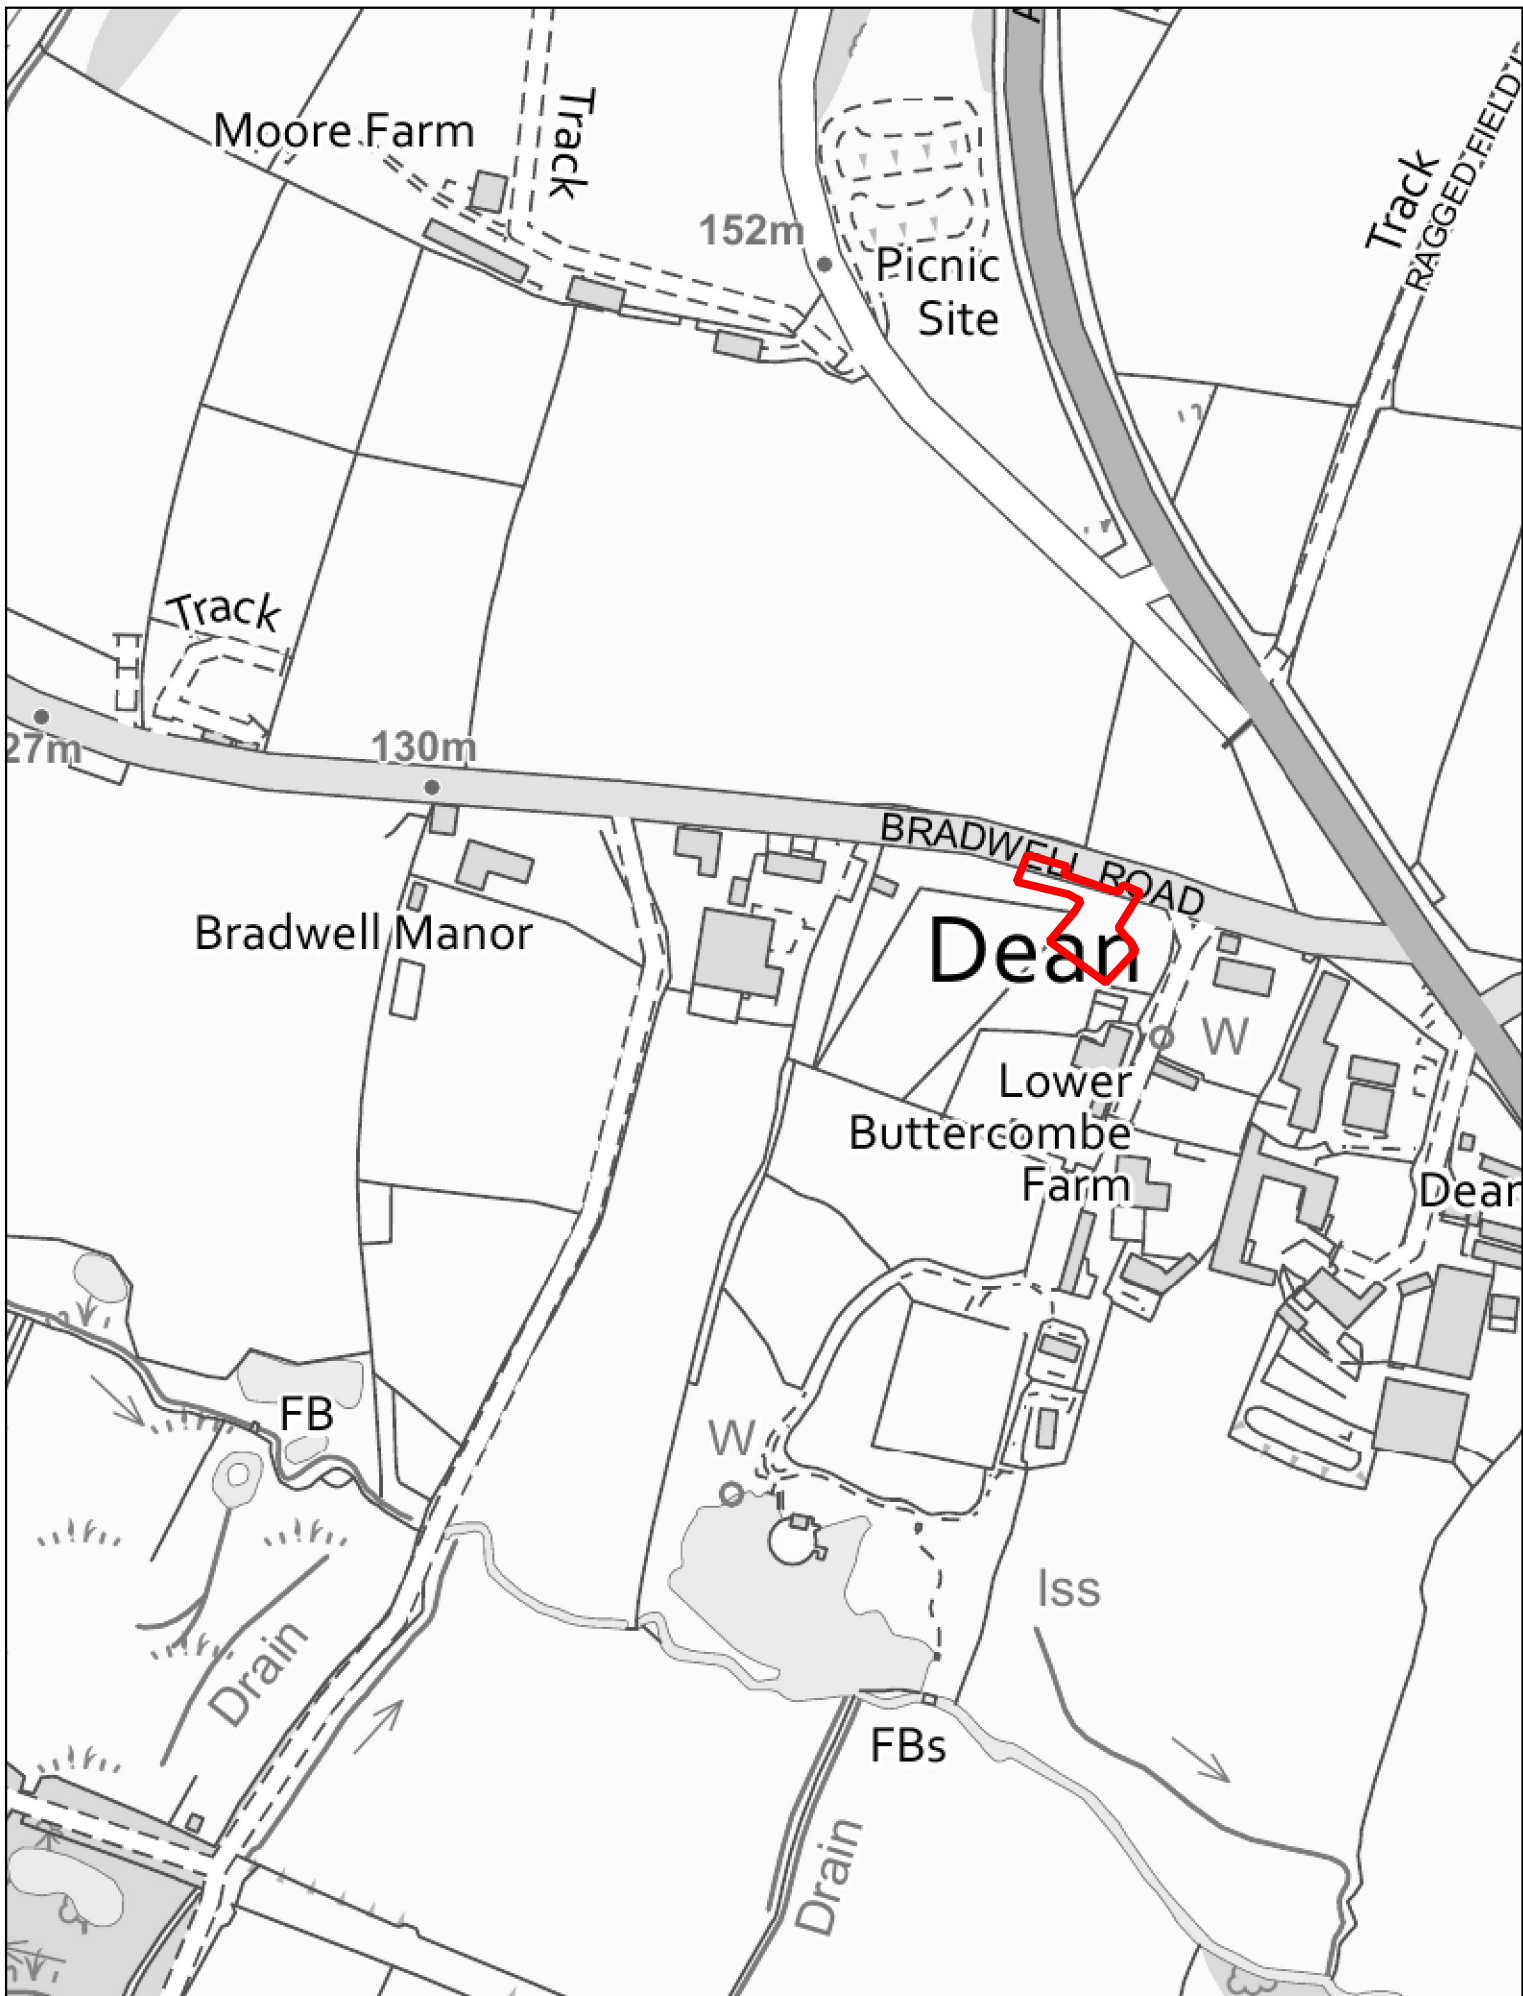 Moore Farm
Track
152m
Picnic
Site
Track
RAGGED FIELD
Track
27m
130m
BRADWELL ROAD
Bradwell Manor
Dean
W
Lower
Buttercombe
Farm
Dean
FB
W
Iss
Drain
FBs
Drain